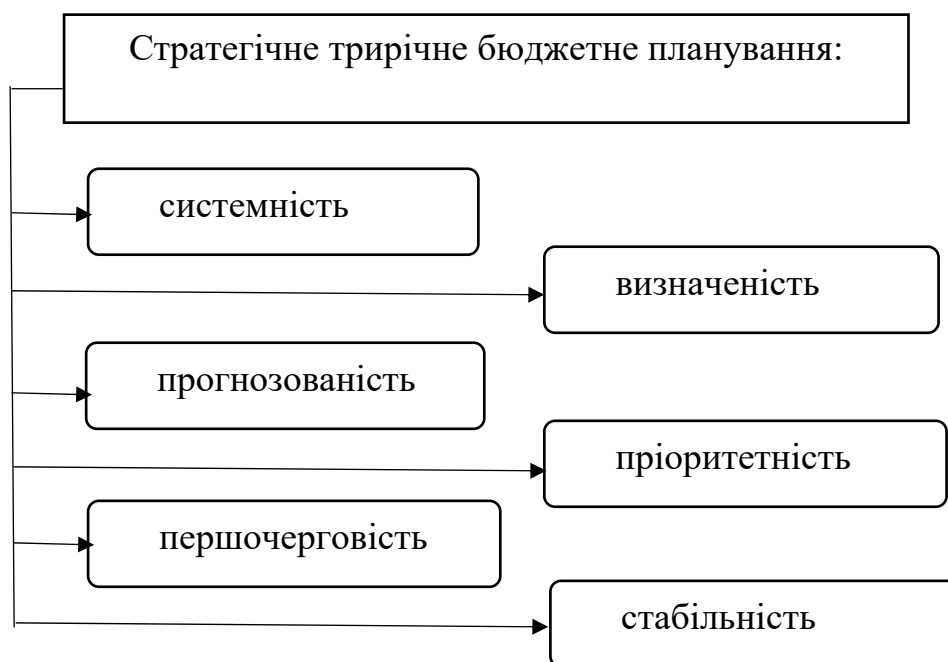 Стратегічне трирічне бюджетне планування:
системність
визначеність
прогнозованість
пріоритетність
першочерговість
стабільність